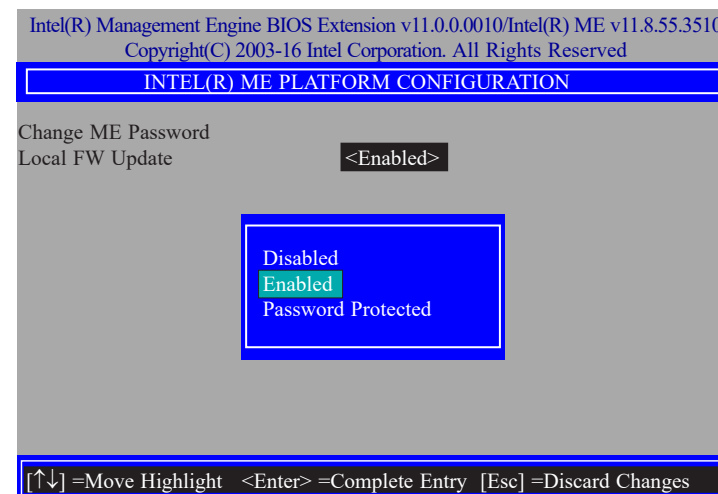 Intel(R) Management Engine BIOS Extension v11.0.0.0010/Intel(R) ME v11.8.55.3510
Copyright(C) 2003-16 Intel Corporation. All Rights Reserved
INTEL(R) ME PLATFORM CONFIGURATION
Change ME Password
Local FW Update <Enabled>
Disabled
Enabled
Password Protected
[↑↓] =Move Highlight <Enter> =Complete Entry [Esc] =Discard Changes